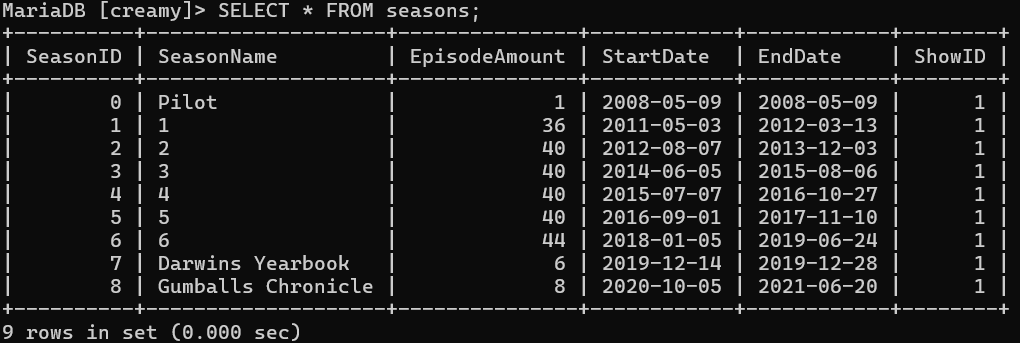 MariaDB [creamy]> SELECT * FROM seasons;
+----------+--------------------+---------------+------------+------------+--------+
| SeasonID | SeasonName         | EpisodeAmount | StartDate  | EndDate    | ShowID |
+----------+--------------------+---------------+------------+------------+--------+
|        0 | Pilot              |             1 | 2008-05-09 | 2008-05-09 |      1 |
|        1 | 1                  |            36 | 2011-05-03 | 2012-03-13 |      1 |
|        2 | 2                  |            40 | 2012-08-07 | 2013-12-03 |      1 |
|        3 | 3                  |            40 | 2014-06-05 | 2015-08-06 |      1 |
|        4 | 4                  |            40 | 2015-07-07 | 2016-10-27 |      1 |
|        5 | 5                  |            40 | 2016-09-01 | 2017-11-10 |      1 |
|        6 | 6                  |            44 | 2018-01-05 | 2019-06-24 |      1 |
|        7 | Darwins Yearbook   |             6 | 2019-12-14 | 2019-12-28 |      1 |
|        8 | Gumballs Chronicle |             8 | 2020-10-05 | 2021-06-20 |      1 |
+----------+--------------------+---------------+------------+------------+--------+
9 rows in set (0.000 sec)